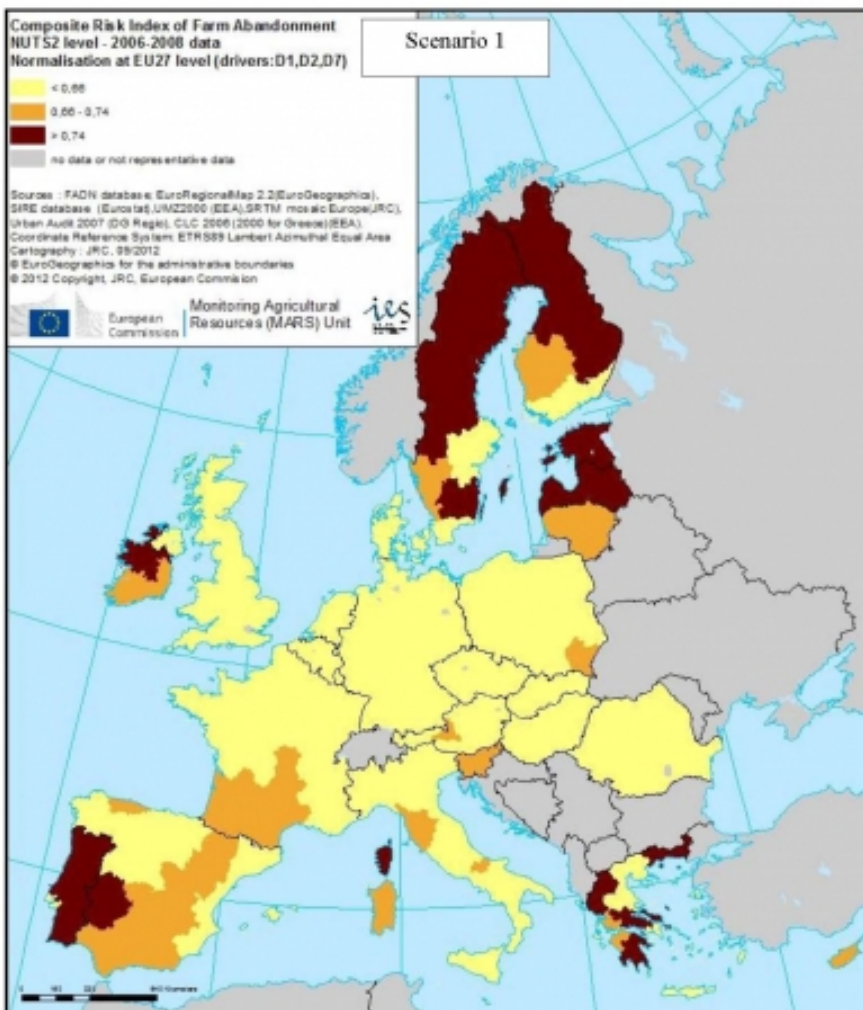 Composite Risk Index of Farm Abandonment
NUTS2 level - 2006-2008 data
Normalisation at EU27 level (drivers:D1,D2,D7)
Scenario 1
< 0,66
0,66 - 0,74
> 0,74
no data or not representative data
Sources : FADN database, EuroRegionalMap 2.2(EuroGeographics),
SIRE database (Eurostat),UMZ2000 (EEA),SRTM mosaic Europe(JRC),
Urban Audit 2007 (DG Regio), CLC 2006 (2000 for Greece)(EEA).
Coordinate Reference System: ETRS89 Lambert Azimuthal Equal Area
Cartography : JRC, 09/2012
© EuroGeographics for the administrative boundaries
© 2012 Copyright, JRC, European Commision
European
Commission
Monitoring Agricultural
Resources (MARS) Unit
ies